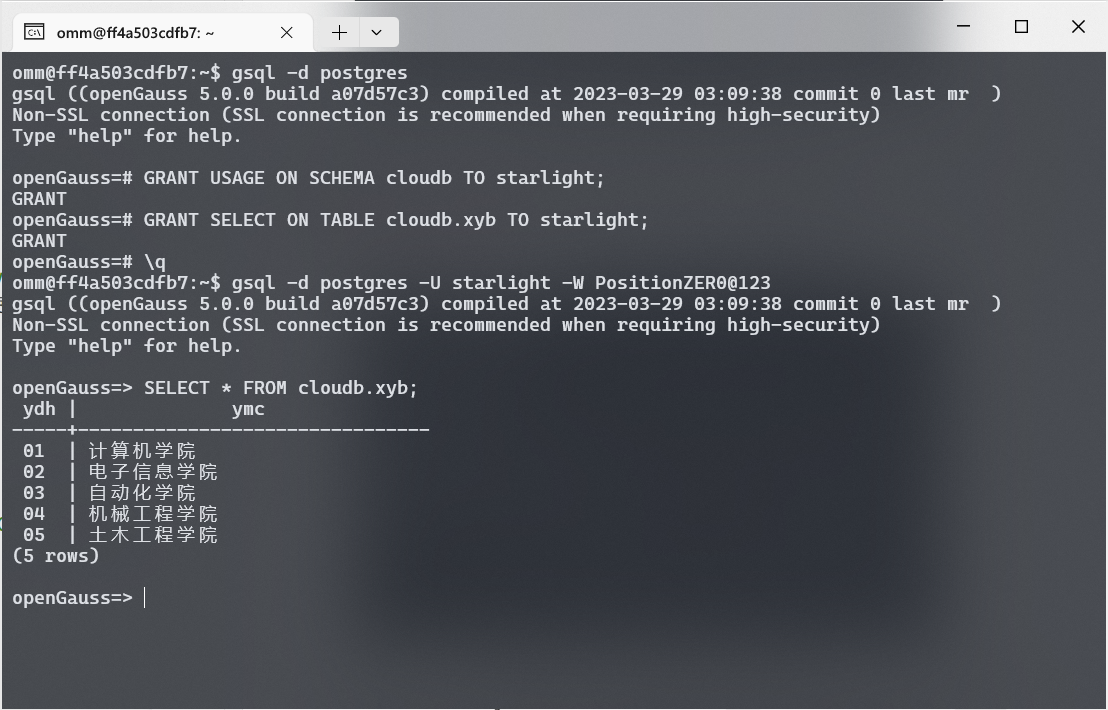 omm@ff4a503cdfb7: ~
omm@ff4a503cdfb7:~$ gsql -d postgres
gsql ((openGauss 5.0.0 build a07d57c3) compiled at 2023-03-29 03:09:38 commit 0 last mr  )
Non-SSL connection (SSL connection is recommended when requiring high-security)
Type "help" for help.
openGauss=# GRANT USAGE ON SCHEMA cloudb TO starlight;
GRANT
openGauss=# GRANT SELECT ON TABLE cloudb.xyb TO starlight;
GRANT
openGauss=# \q
omm@ff4a503cdfb7:~$ gsql -d postgres -U starlight -W PositionZER0@123
gsql ((openGauss 5.0.0 build a07d57c3) compiled at 2023-03-29 03:09:38 commit 0 last mr  )
Non-SSL connection (SSL connection is recommended when requiring high-security)
Type "help" for help.
openGauss=> SELECT * FROM cloudb.xyb;
 ydh |              ymc
-----+--------------------------------
 01  | 计算机学院
 02  | 电子信息学院
 03  | 自动化学院
 04  | 机械工程学院
 05  | 土木工程学院
(5 rows)
openGauss=>